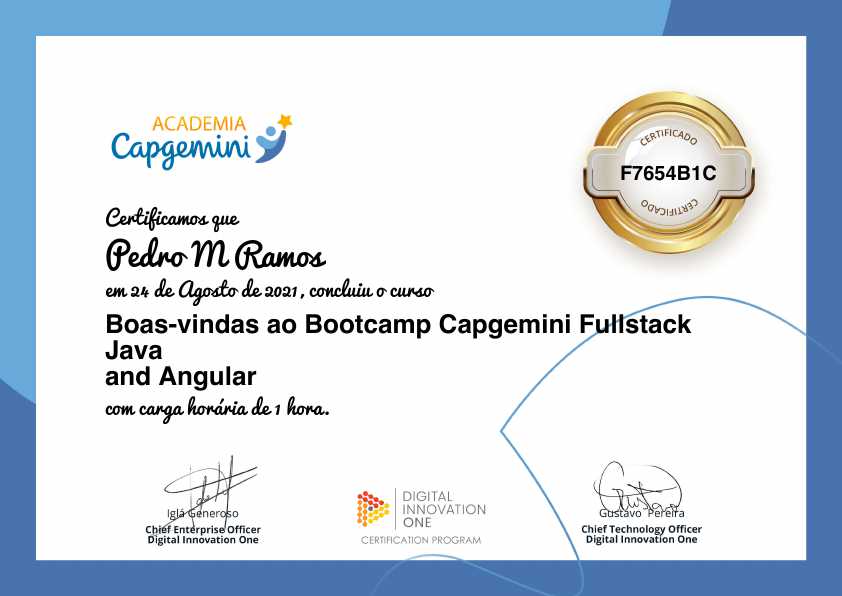 ACADEMIA
Capgemini
CERTIFICADO
F7654B1C
CERTIFICADO
Certificamos que
Pedro M Ramos
em 24 de Agosto de 2021, concluiu o curso
Boas-vindas ao Bootcamp Capgemini Fullstack
Java
and Angular
com carga horária de 1 hora.
Iglá Generoso
Chief Enterprise Officer
Digital Innovation One
DIGITAL
INNOVATION
ONE
CERTIFICATION PROGRAM
Gustavo Pereira
Chief Technology Officer
Digital Innovation One